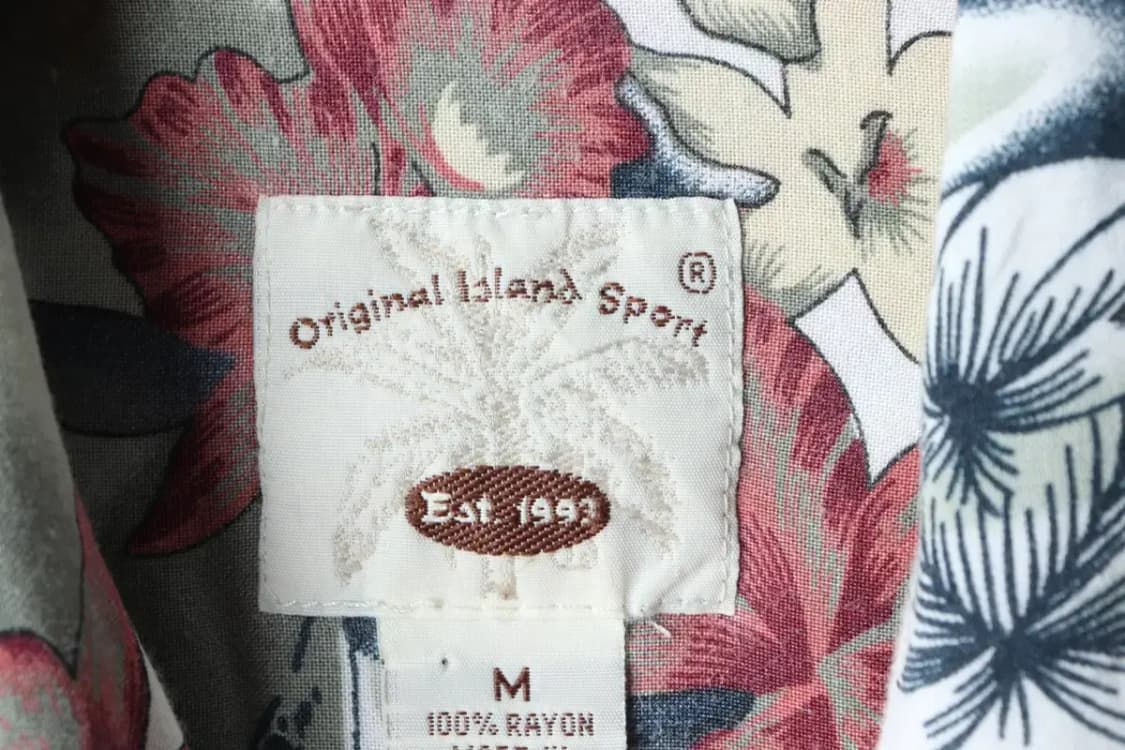 Original Island Sport ®
Est 1993
M
100% RAYON